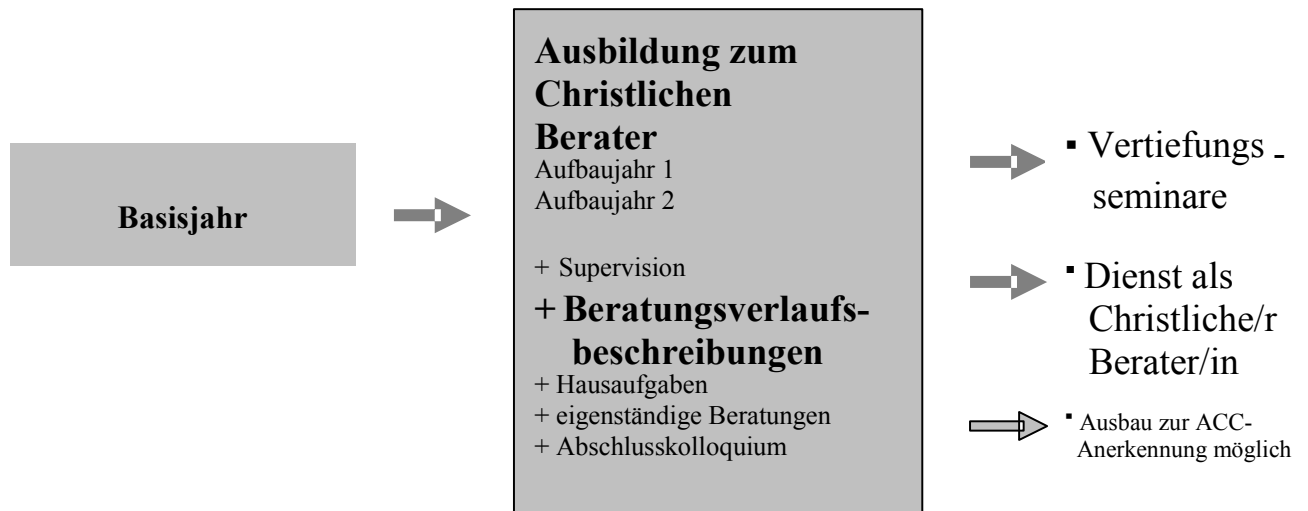 Basisjahr
Ausbildung zum
Christlichen
Berater
Aufbaujahr 1
Aufbaujahr 2
+ Supervision
+ Beratungsverlaufs-
beschreibungen
+ Hausaufgaben
+ eigenständige Beratungen
+ Abschlusskolloquium
▪ Vertiefungs -
seminare
▪ Dienst als
Christliche/r
Berater/in
▪ Ausbau zur ACC-
Anerkennung möglich